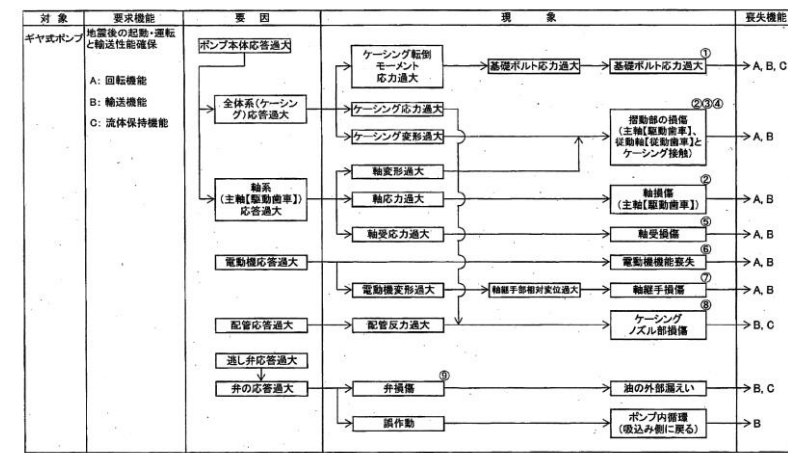 対 象
要求機能
要 因
現 象
喪失機能
ギヤ式ポンプ
地震後の起動・運転
と輸送性能確保
A: 回転機能
B: 輸送機能
C: 流体保持機能
ポンプ本体応答過大
ケーシング転倒
モーメント
応力過大
基礎ボルト応力過大
①
基礎ボルト応力過大
A, B, C
全体系(ケーシン
グ)応答過大
ケーシング応力過大
ケーシング変形過大
②③④
摺動部の損傷
(主軸【駆動歯車】、
従動軸【従動歯車】と
ケーシング接触)
A, B
軸系
(主軸【駆動歯車】)
応答過大
軸変形過大
軸応力過大
②
軸損傷
(主軸【駆動歯車】)
A, B
軸受応力過大
⑤
軸受損傷
A, B
電動機応答過大
⑥
電動機機能喪失
A, B
電動機変形過大
軸継手部相対変位過大
⑦
軸継手損傷
A, B
配管応答過大
配管反力過大
⑧
ケーシング
ノズル部損傷
B, C
逃し弁応答過大
弁の応答過大
⑨
弁損傷
油の外部漏えい
B, C
誤作動
ポンプ内循環
(吸込み側に戻る)
B